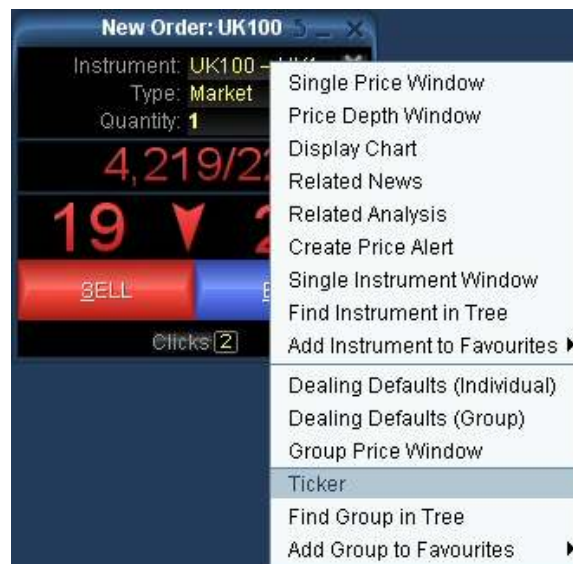 New Order: UK100
Instrument: UK100 –
Type: Market
Quantity: 1
4,219/22
19
SELL
Clicks 2
Single Price Window
Price Depth Window
Display Chart
Related News
Related Analysis
Create Price Alert
Single Instrument Window
Find Instrument in Tree
Add Instrument to Favourites
Dealing Defaults (Individual)
Dealing Defaults (Group)
Group Price Window
Ticker
Find Group in Tree
Add Group to Favourites